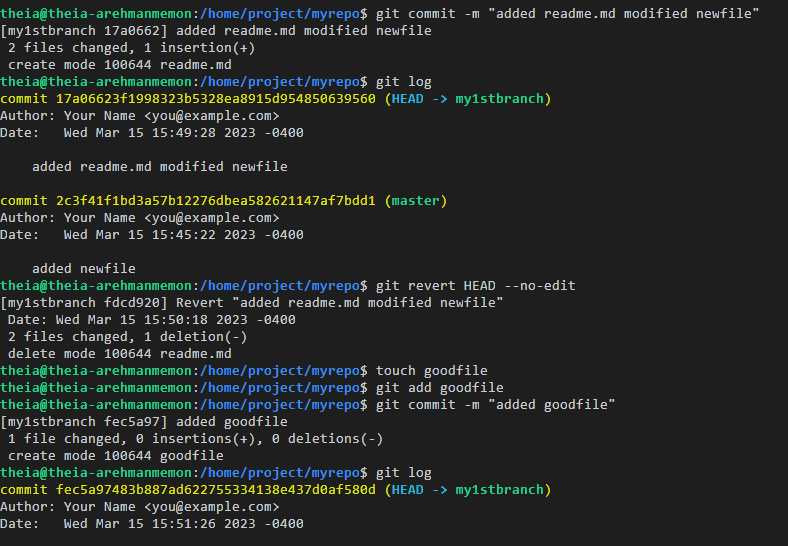 theia@theia-arehmanmemon:/home/project/myrepo$ git commit -m "added readme.md modified newfile"
[my1stbranch 17a0662] added readme.md modified newfile
 2 files changed, 1 insertion(+)
 create mode 100644 readme.md
theia@theia-arehmanmemon:/home/project/myrepo$ git log
commit 17a06623f1998323b5328ea8915d954850639560 (HEAD -> my1stbranch)
Author: Your Name <you@example.com>
Date:   Wed Mar 15 15:49:28 2023 -0400

    added readme.md modified newfile

commit 2c3f41f1bd3a57b12276dbea582621147af7bdd1 (master)
Author: Your Name <you@example.com>
Date:   Wed Mar 15 15:45:22 2023 -0400

    added newfile
theia@theia-arehmanmemon:/home/project/myrepo$ git revert HEAD --no-edit
[my1stbranch fdcd920] Revert "added readme.md modified newfile"
 Date: Wed Mar 15 15:50:18 2023 -0400
 2 files changed, 1 deletion(-)
 delete mode 100644 readme.md
theia@theia-arehmanmemon:/home/project/myrepo$ touch goodfile
theia@theia-arehmanmemon:/home/project/myrepo$ git add goodfile
theia@theia-arehmanmemon:/home/project/myrepo$ git commit -m "added goodfile"
[my1stbranch fec5a97] added goodfile
 1 file changed, 0 insertions(+), 0 deletions(-)
 create mode 100644 goodfile
theia@theia-arehmanmemon:/home/project/myrepo$ git log
commit fec5a97483b887ad622755334138e437d0af580d (HEAD -> my1stbranch)
Author: Your Name <you@example.com>
Date:   Wed Mar 15 15:51:26 2023 -0400